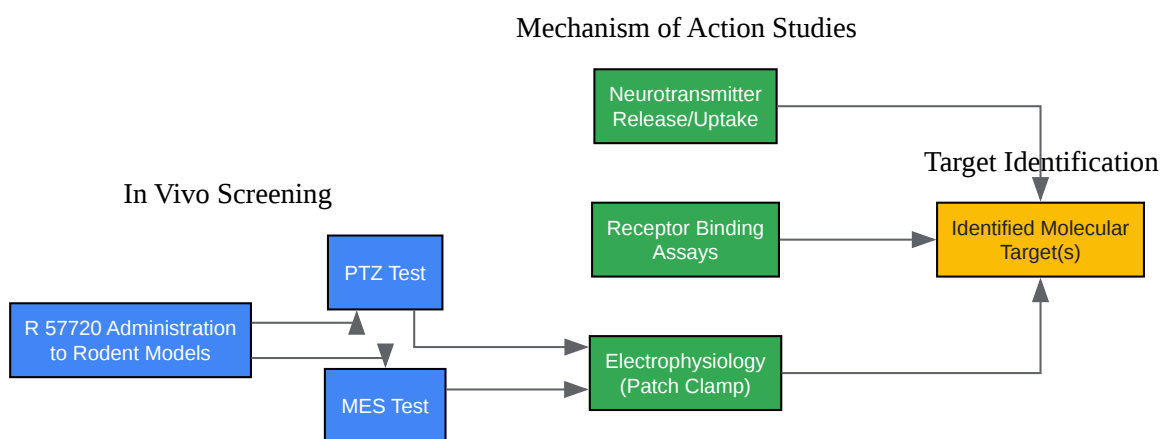 Mechanism of Action Studies
Neurotransmitter
Release/Uptake
Target Identification
In Vivo Screening
Receptor Binding
Assays
Identified Molecular
Target(s)
PTZ Test
R 57720 Administration
to Rodent Models
Electrophysiology
(Patch Clamp)
MES Test